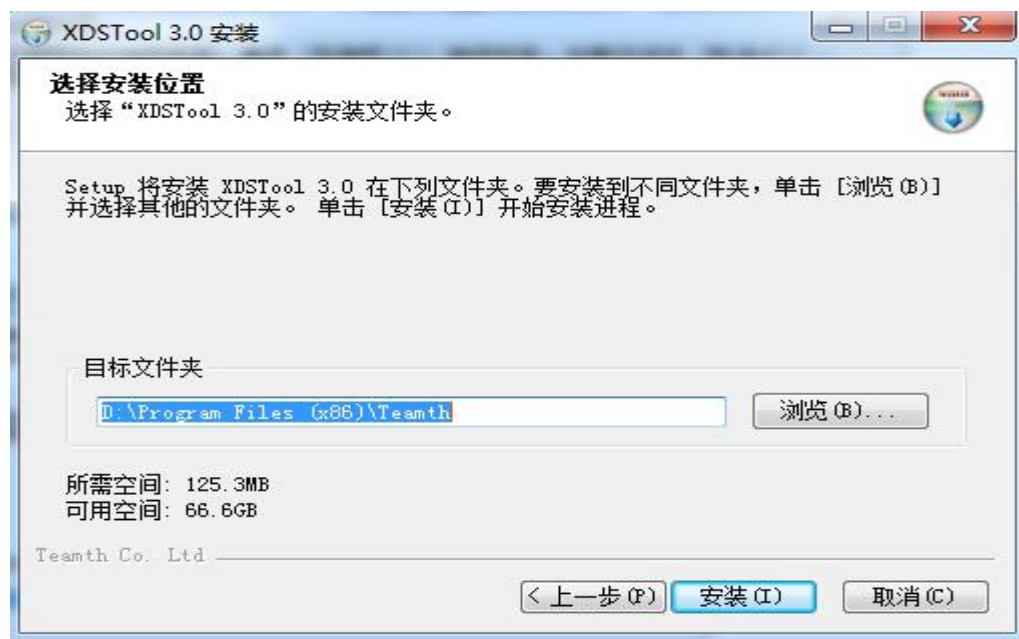 XDSTool 3.0 安装
选择安装位置
选择“XDSTool 3.0”的安装文件夹。
Setup 将安装 XDSTool 3.0 在下列文件夹。要安装到不同文件夹，单击 [浏览(B)]
并选择其他的文件夹。 单击 [安装(I)] 开始安装进程。
目标文件夹
D:\Program Files (x86)\Teamth
浏览(B)...
所需空间: 125.3MB
可用空间: 66.6GB
Teamth Co. Ltd
< 上一步(P) 安装(I) 取消(C)